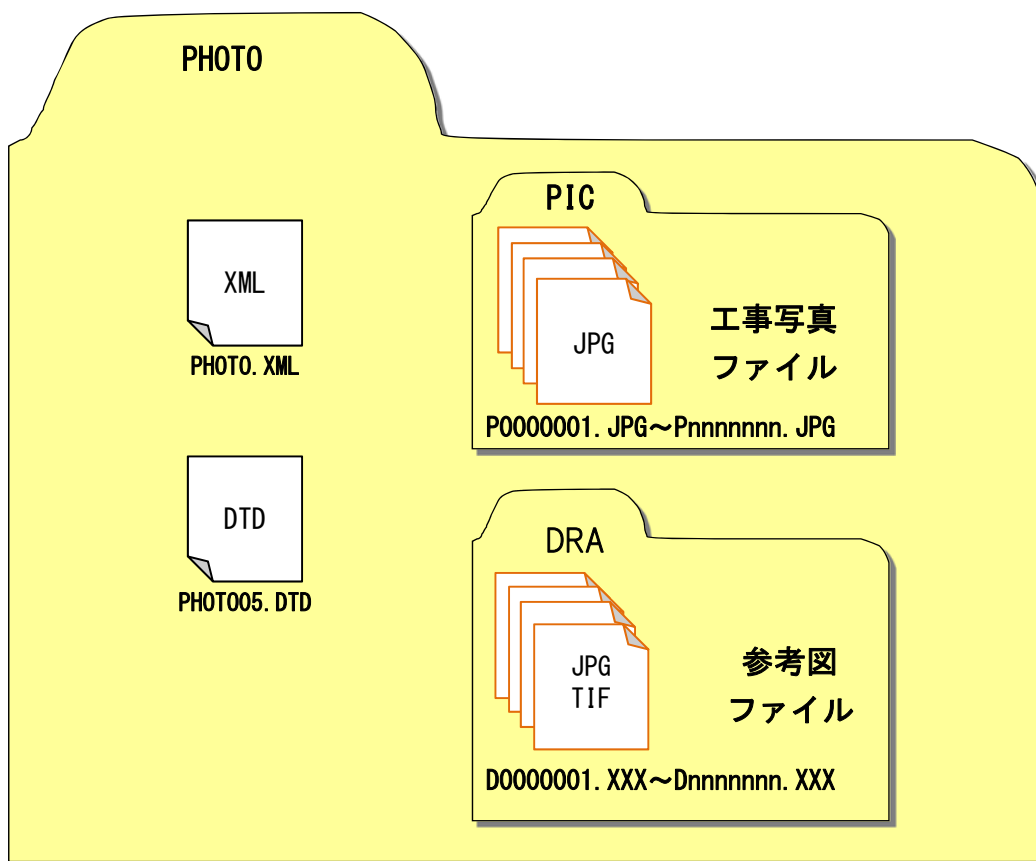 PHOTO
XML
PHOTO.XML
DTD
PHOTO05.DTD
PIC
JPG
工事写真
ファイル
P0000001.JPG～Pnnnnnnn.JPG
DRA
JPG
TIF
参考図
ファイル
D0000001.XXX～Dnnnnnnn.XXX